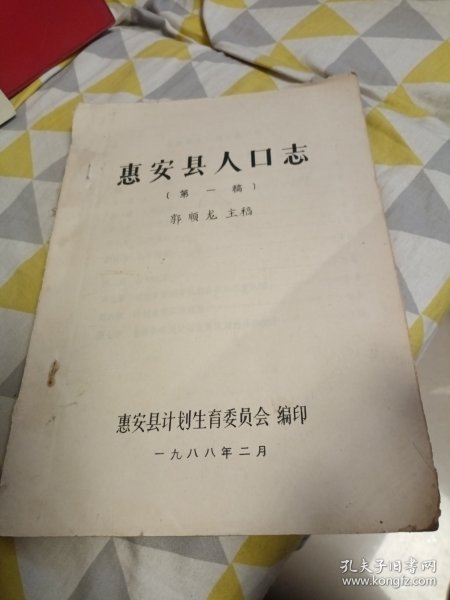 惠安县人口志
（第一稿）
郭顺龙 主稿
惠安县计划生育委员会 编印
一九八八年二月
孔夫子旧书网
www.kongfz.com